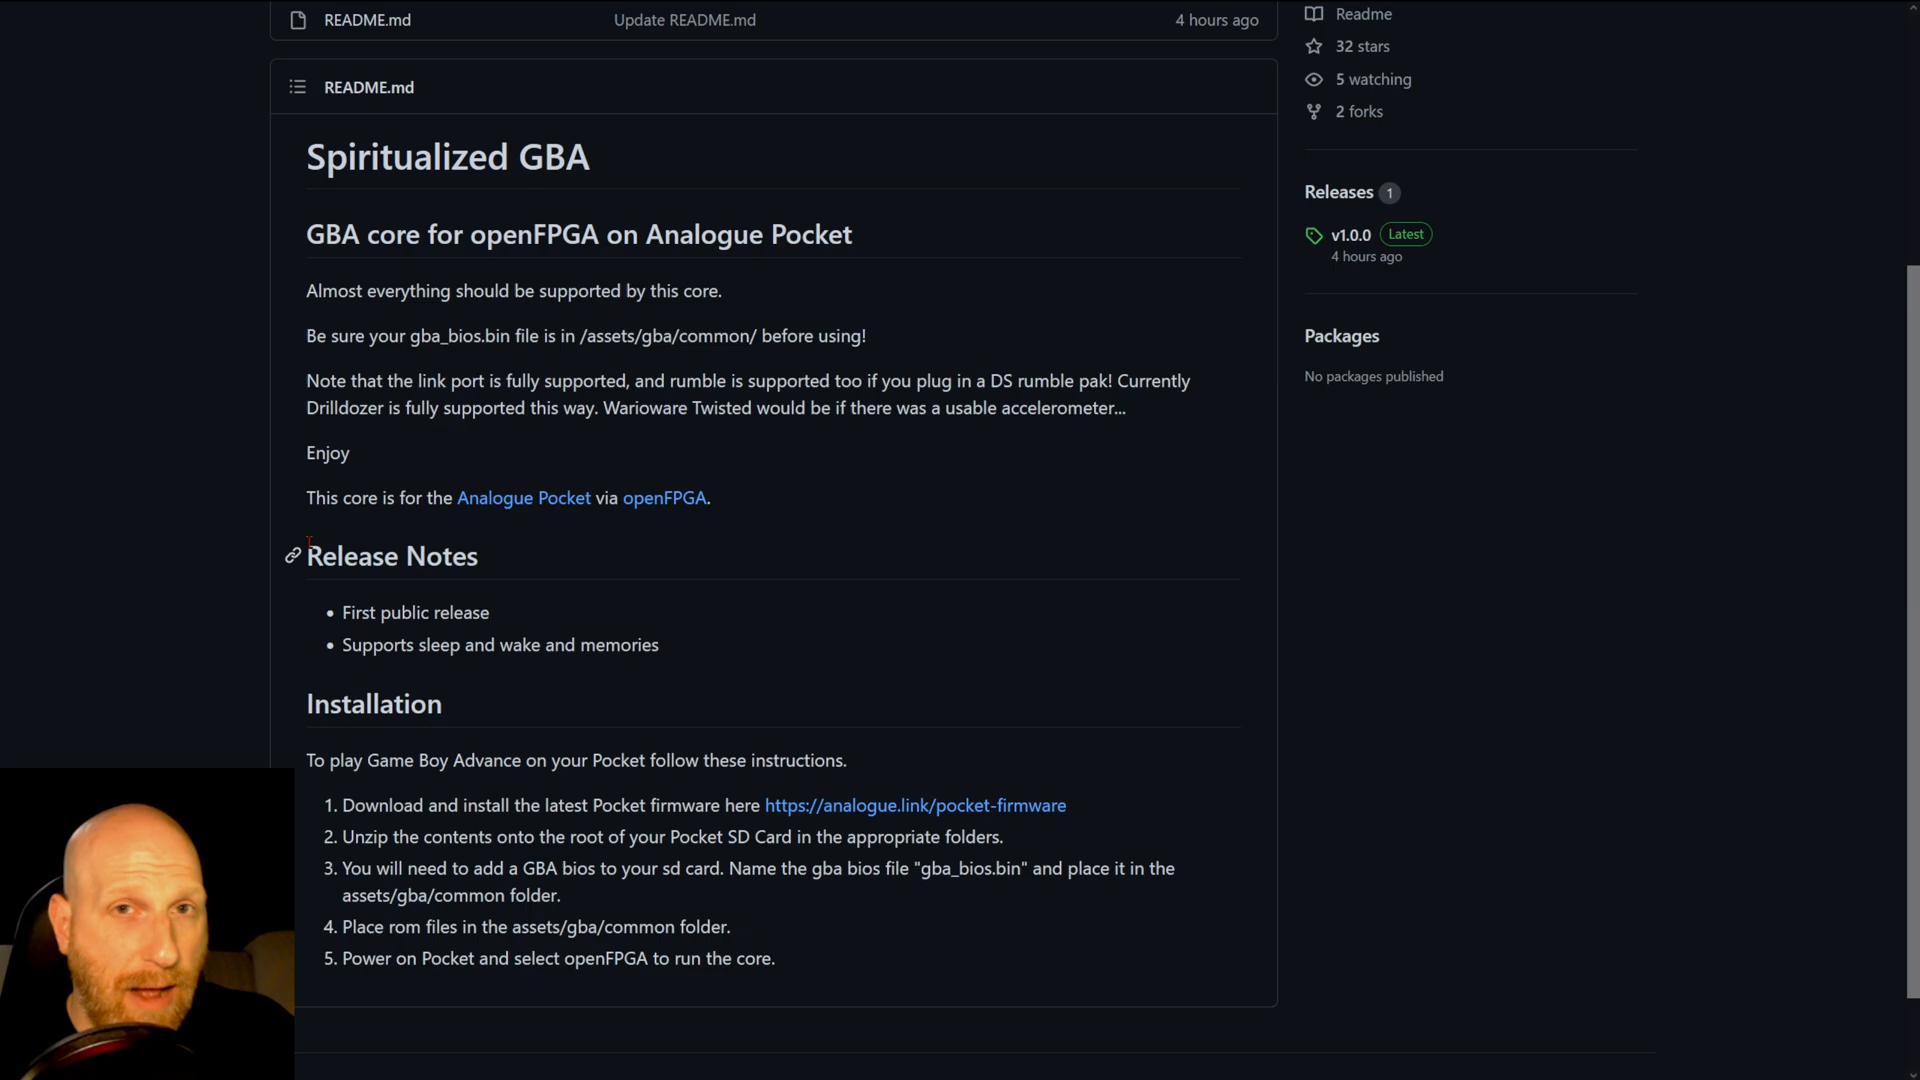 README.md Update README.md 4 hours ago
README.md
Spiritualized GBA
GBA core for openFPGA on Analogue Pocket
Almost everything should be supported by this core.
Be sure your gba_bios.bin file is in /assets/gba/common/ before using!
Note that the link port is fully supported, and rumble is supported too if you plug in a DS rumble pak! Currently
Drilldozer is fully supported this way. Warioware Twisted would be if there was a usable accelerometer...
Enjoy
This core is for the Analogue Pocket via openFPGA.
Release Notes
• First public release
• Supports sleep and wake and memories
Installation
To play Game Boy Advance on your Pocket follow these instructions.
1. Download and install the latest Pocket firmware here https://analogue.link/pocket-firmware
2. Unzip the contents onto the root of your Pocket SD Card in the appropriate folders.
3. You will need to add a GBA bios to your sd card. Name the gba bios file "gba_bios.bin" and place it in the
assets/gba/common folder.
4. Place rom files in the assets/gba/common folder.
5. Power on Pocket and select openFPGA to run the core.
Readme
32 stars
5 watching
2 forks
Releases 1
v1.0.0 Latest
4 hours ago
Packages
No packages published